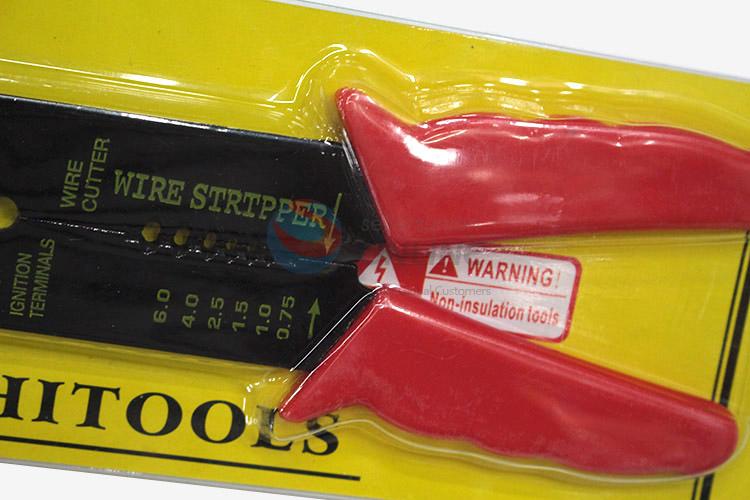 WIRE
CUTTER
WIRE STRTPPER
IGNITION
TERMINALS
6.0
4.0
2.5
1.5
1.0
0.75
WARNING!
Non-insulation tools
HITOOLS